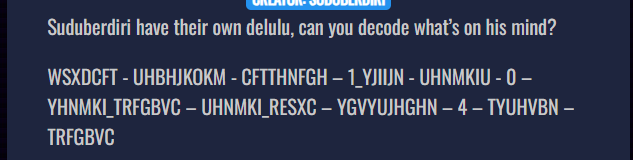 CREATOR: SUDUBERDIRI
Suduberdiri have their own delulu, can you decode what’s on his mind?
WSXDCFT - UHBHJKOKM - CFTTHNFGH – 1_YJIIJN - UHNMKIU - 0 –
YHNMKI_TRFGBVC – UHNMKI_RESXC – YGVYUJHGHN – 4 – TYUHVBN –
TRFGBVC